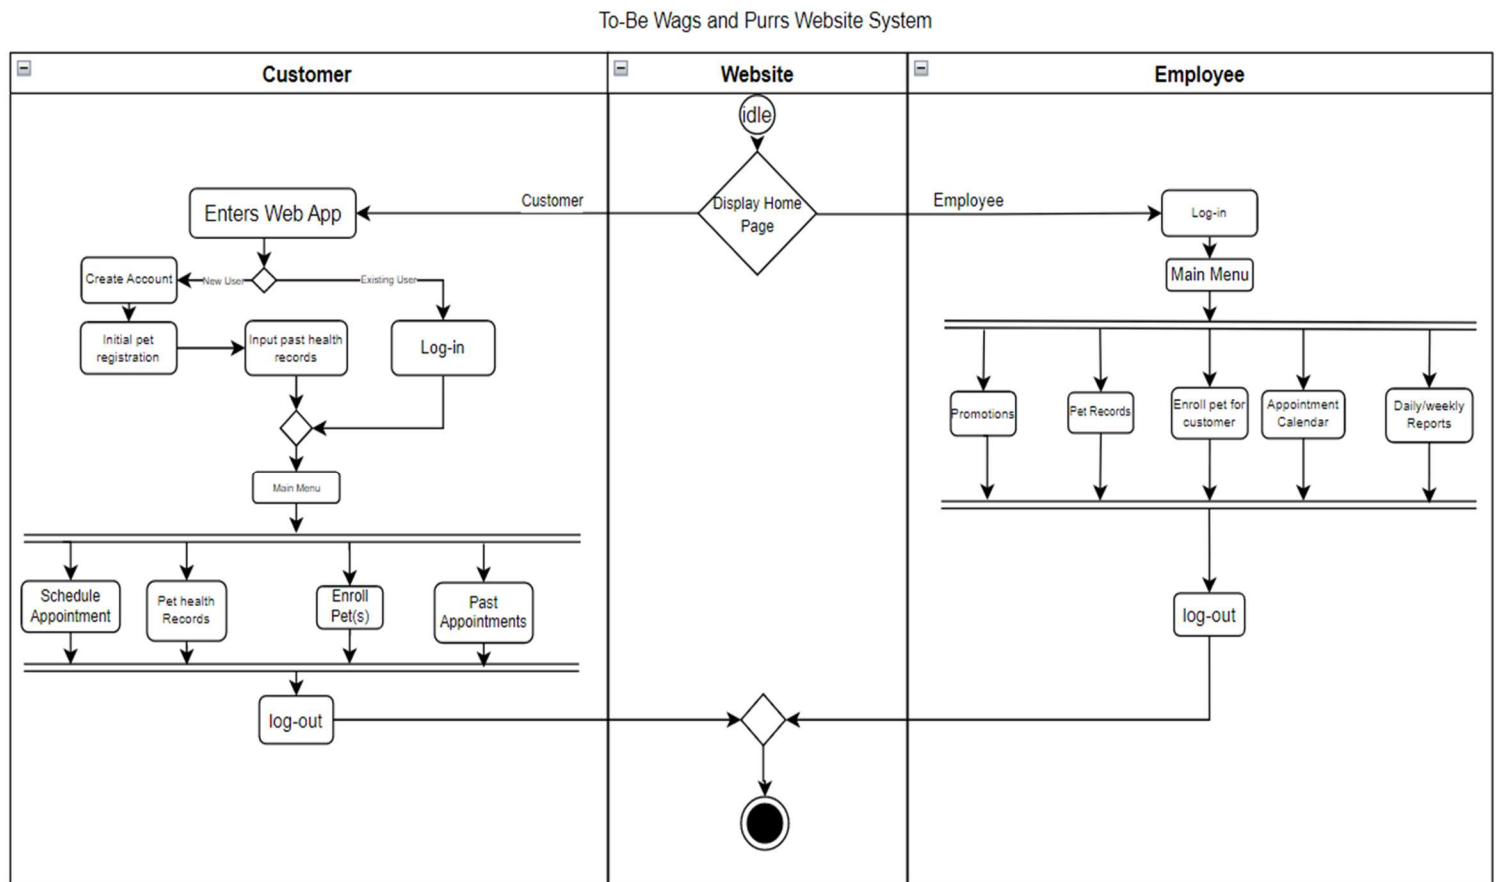 To-Be Wags and Purrs Website System
Customer
Website
Employee
idle
Display Home
Page
Customer
Employee
Enters Web App
Log-in
Main Menu
Create Account
New User
Existing User
Initial pet
registration
Input past health
records
Log-in
Main Menu
Promotions
Pet Records
Enroll pet for
customer
Appointment
Calendar
Daily/weekly
Reports
Schedule
Appointment
Pet health
Records
Enroll
Pet(s)
Past
Appointments
log-out
log-out